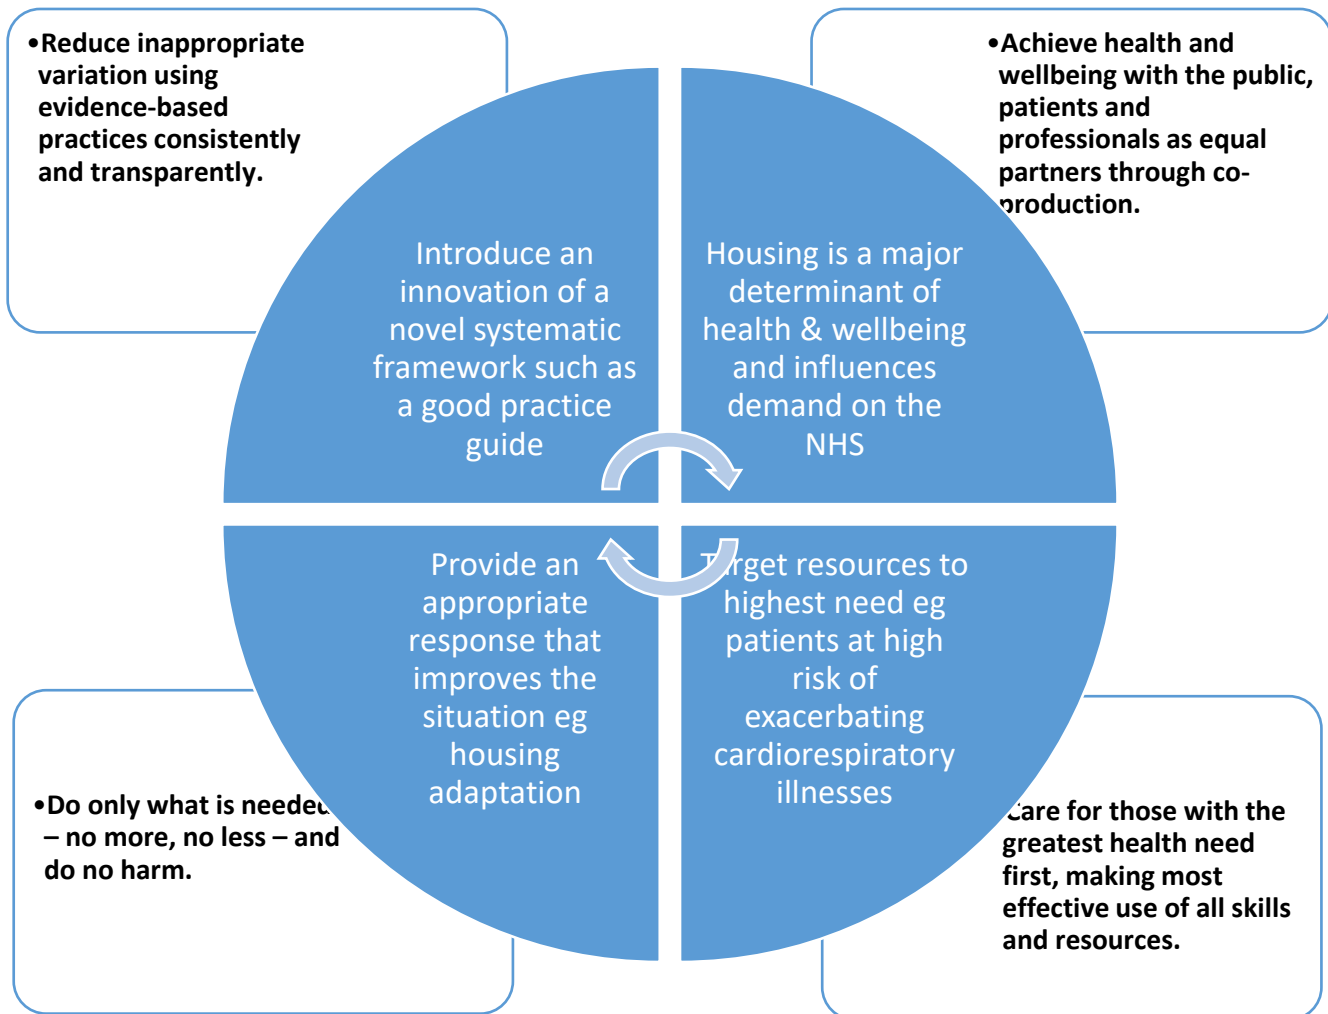 •Reduce inappropriate
variation using
evidence-based
practices consistently
and transparently.
•Achieve health and
wellbeing with the public,
patients and
professionals as equal
partners through co-
production.
Introduce an
innovation of a
novel systematic
framework such as
a good practice
guide
Housing is a major
determinant of
health & wellbeing
and influences
demand on the
NHS
Provide an
appropriate
response that
improves the
situation eg
housing
adaptation
Target resources to
highest need eg
patients at high
risk of
exacerbating
cardiorespiratory
illnesses
•Do only what is needed
– no more, no less – and
do no harm.
Care for those with the
greatest health need
first, making most
effective use of all skills
and resources.